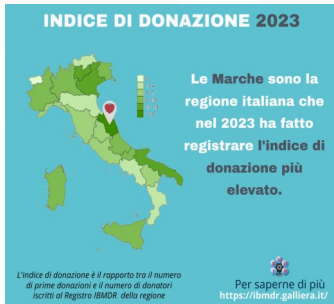 INDICE DI DONAZIONE 2023
Le Marche sono la
regione italiana che
nel 2023 ha fatto
registrare l'indice di
donazione più
elevato.
L'indice di donazione è il rapporto tra il numero
di prime donazioni e il numero di donatori
iscritti al Registro IBMDR della regione
Per saperne di più
https://ibmdr.galliera.it/